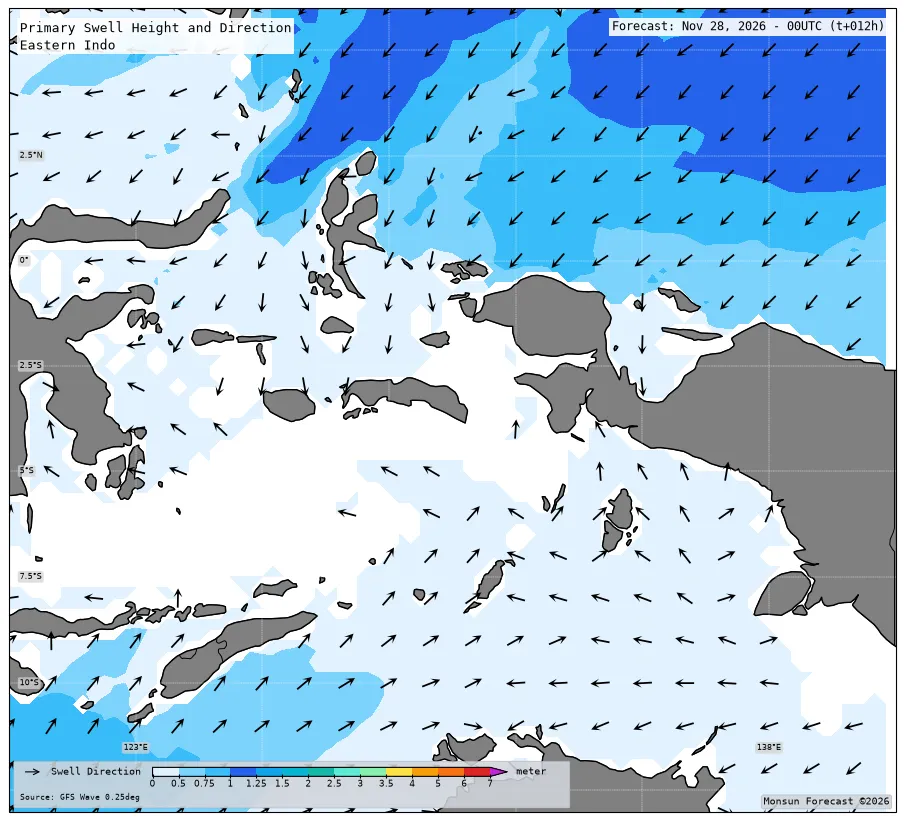 Primary Swell Height and Direction
Eastern Indo
Forecast: Nov 28, 2026 - 00UTC (t+012h)
2.5°N
0°
2.5°S
5°S
7.5°S
10°S
123°E
138°E
Swell Direction
0 0.5 0.75 1 1.25 1.5 2 2.5 3 3.5 4 5 6 7
meter
Source: GFS Wave 0.25deg
Monsun Forecast ©2026